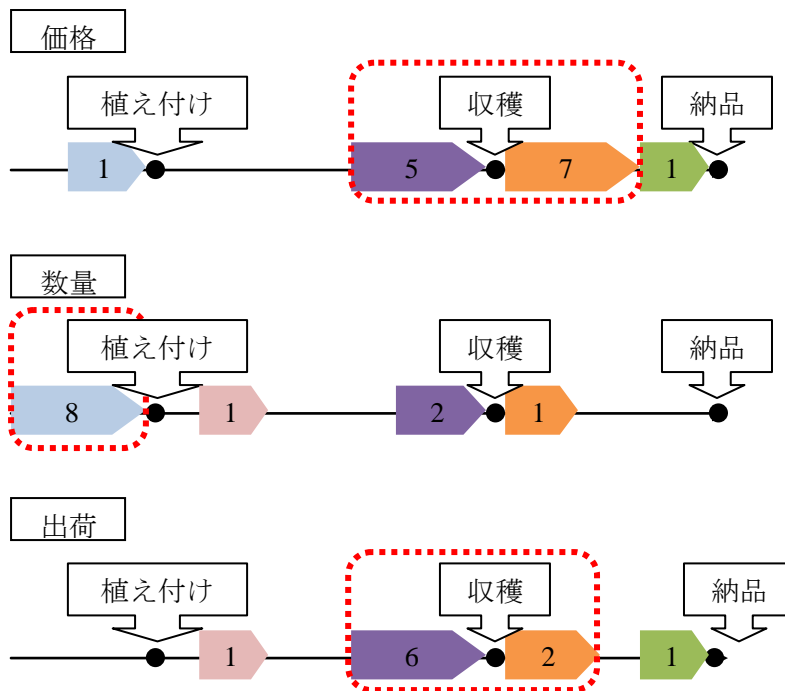 価格
植え付け 収穫 納品
1 5 7 1
数量
植え付け 収穫 納品
8 1 2 1
出荷
植え付け 収穫 納品
1 6 2 1